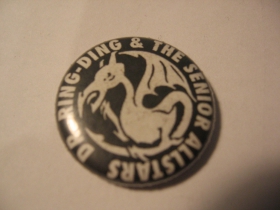 DR. RING-DING & THE SENIOR ALLSTARS